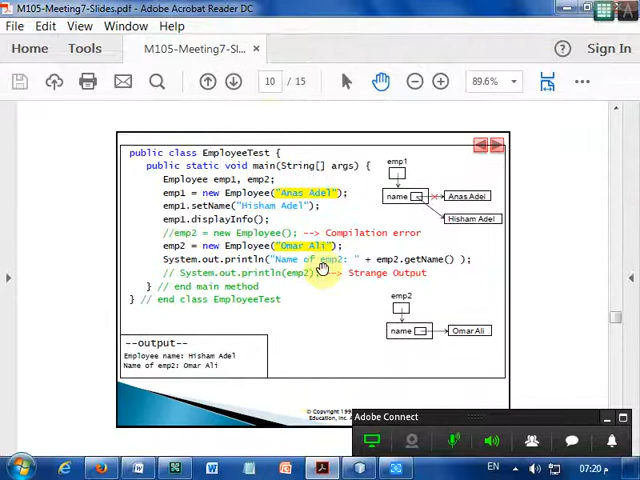 M105-Meeting7-Slides.pdf - Adobe Acrobat Reader DC
File Edit View Window Help
Home Tools M105-Meeting7-Sl... × Sign In
10 / 15 89.6%
public class EmployeeTest {
public static void main(String[] args) {
Employee emp1, emp2;
emp1 = new Employee("Anas Adel");
emp1.setName("Hisham Adel");
emp1.displayInfo();
//emp2 = new Employee(); --> Compilation error
emp2 = new Employee("Omar Ali");
System.out.println("Name of emp2: " + emp2.getName() );
// System.out.println(emp2); --> Strange Output
} // end main method
} // end class EmployeeTest
emp1
name
Anas Adel
Hisham Adel
emp2
name
Omar Ali
--output--
Employee name: Hisham Adel
Name of emp2: Omar Ali
© Copyright 199
Education, Inc.
Adobe Connect
EN 07:20 م